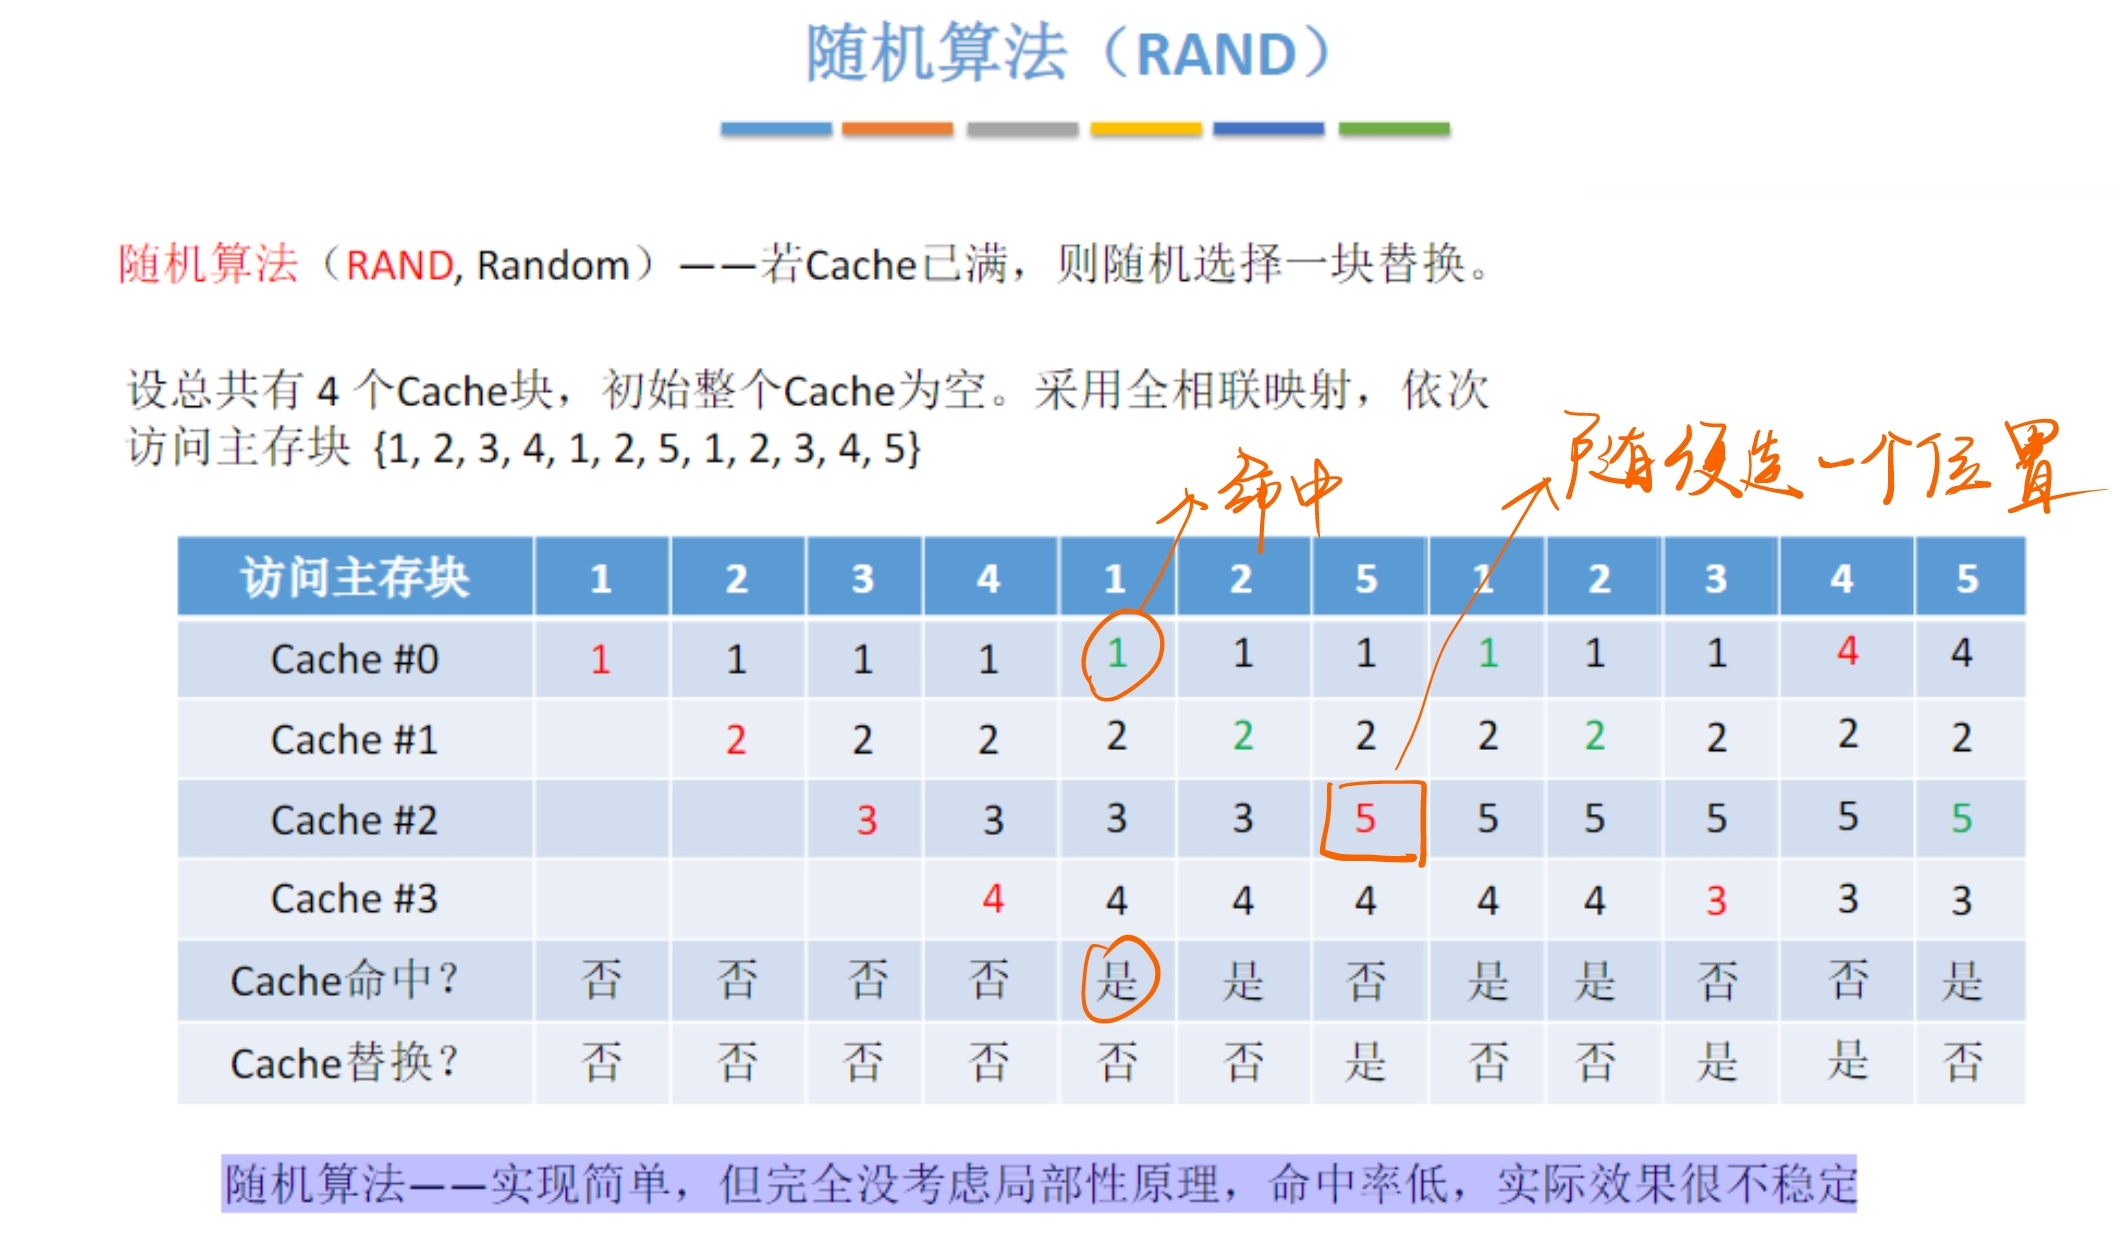 随机算法（RAND）
随机算法（RAND, Random）——若Cache已满，则随机选择一块替换。
设总共有 4 个Cache块，初始整个Cache为空。采用全相联映射，依次
访问主存块 {1, 2, 3, 4, 1, 2, 5, 1, 2, 3, 4, 5}
命中
随便选一个位置
访问主存块 1 2 3 4 1 2 5 1 2 3 4 5
Cache #0 1 1 1 1 1 1 1 1 1 1 4 4
Cache #1 2 2 2 2 2 2 2 2 2 2 2
Cache #2 3 3 3 3 5 5 5 5 5 5
Cache #3 4 4 4 4 4 4 3 3 3
Cache命中? 否 否 否 否 是 是 否 是 是 否 否 是
Cache替换? 否 否 否 否 否 否 是 否 否 是 是 否
随机算法——实现简单，但完全没考虑局部性原理，命中率低，实际效果很不稳定